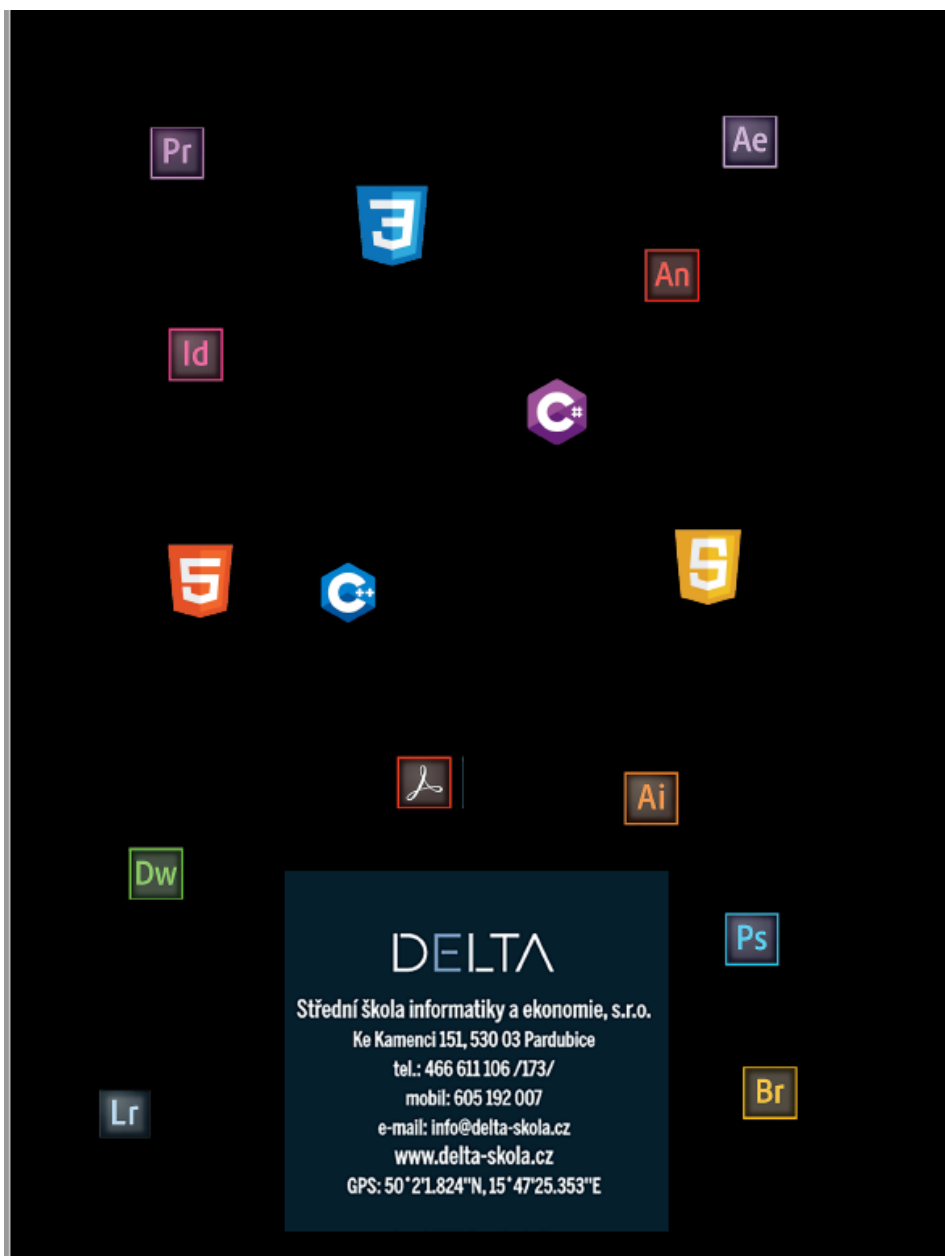 Pr
Ae
3
An
Id
C#
5
C++
S
Ai
Dw
Ps
DELTA
Střední škola informatiky a ekonomie, s.r.o.
Ke Kamenci 151, 530 03 Pardubice
tel.: 466 611 106 /173/
mobil: 605 192 007
e-mail: info@delta-skola.cz
www.delta-skola.cz
GPS: 50°2'1.824"N, 15°47'25.353"E
Br
Lr